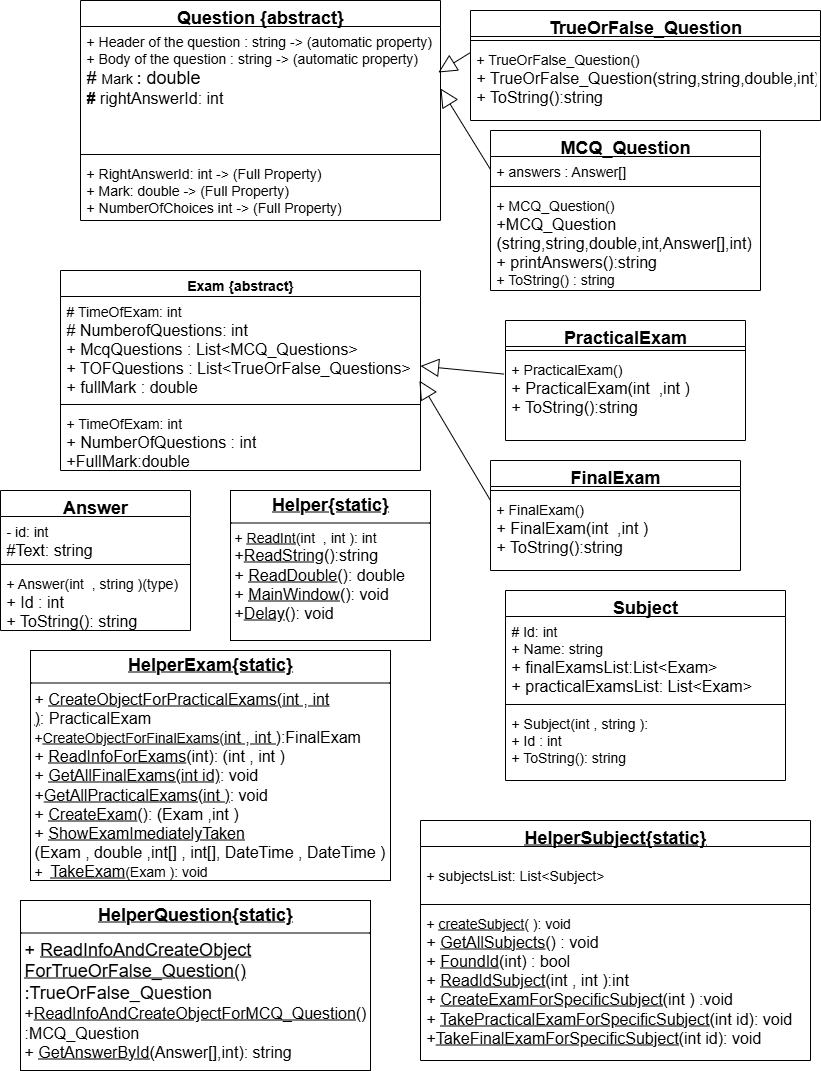 Question {abstract}
+ Header of the question : string -> (automatic property)
+ Body of the question : string -> (automatic property)
# Mark : double
# rightAnswerId: int
+ RightAnswerId: int -> (Full Property)
+ Mark: double -> (Full Property)
+ NumberOfChoices int -> (Full Property)
TrueOrFalse_Question
+ TrueOrFalse_Question()
+ TrueOrFalse_Question(string,string,double,int)
+ ToString():string
MCQ_Question
+ answers : Answer[]
+ MCQ_Question()
+MCQ_Question
(string,string,double,int,Answer[],int)
+ printAnswers():string
+ ToString() : string
Exam {abstract}
# TimeOfExam: int
# NumberofQuestions: int
+ McqQuestions : List<MCQ_Questions>
+ TOFQuestions : List<TrueOrFalse_Questions>
+ fullMark : double
+ TimeOfExam: int
+ NumberOfQuestions : int
+FullMark:double
PracticalExam
+ PracticalExam()
+ PracticalExam(int ,int )
+ ToString():string
FinalExam
+ FinalExam()
+ FinalExam(int ,int )
+ ToString():string
Answer
- id: int
#Text: string
+ Answer(int , string )(type)
+ Id : int
+ ToString(): string
Helper{static}
+ ReadInt(int , int ): int
+ReadString():string
+ ReadDouble(): double
+ MainWindow(): void
+Delay(): void
Subject
# Id: int
+ Name: string
+ finalExamsList:List<Exam>
+ practicalExamsList: List<Exam>
+ Subject(int , string ):
+ Id : int
+ ToString(): string
HelperExam{static}
+ CreateObjectForPracticalExams(int , int
): PracticalExam
+CreateObjectForFinalExams(int , int ):FinalExam
+ ReadInfoForExams(int): (int , int )
+ GetAllFinalExams(int id): void
+GetAllPracticalExams(int ): void
+ CreateExam(): (Exam ,int )
+ ShowExamImediatelyTaken
(Exam , double ,int[] , int[], DateTime , DateTime )
+ TakeExam(Exam ): void
HelperSubject{static}
+ subjectsList: List<Subject>
+ createSubject( ): void
+ GetAllSubjects() : void
+ FoundId(int) : bool
+ ReadIdSubject(int , int ):int
+ CreateExamForSpecificSubject(int ) :void
+ TakePracticalExamForSpecificSubject(int id): void
+TakeFinalExamForSpecificSubject(int id): void
HelperQuestion{static}
+ ReadInfoAndCreateObject
ForTrueOrFalse_Question()
:TrueOrFalse_Question
+ReadInfoAndCreateObjectForMCQ_Question()
:MCQ_Question
+ GetAnswerById(Answer[],int): string